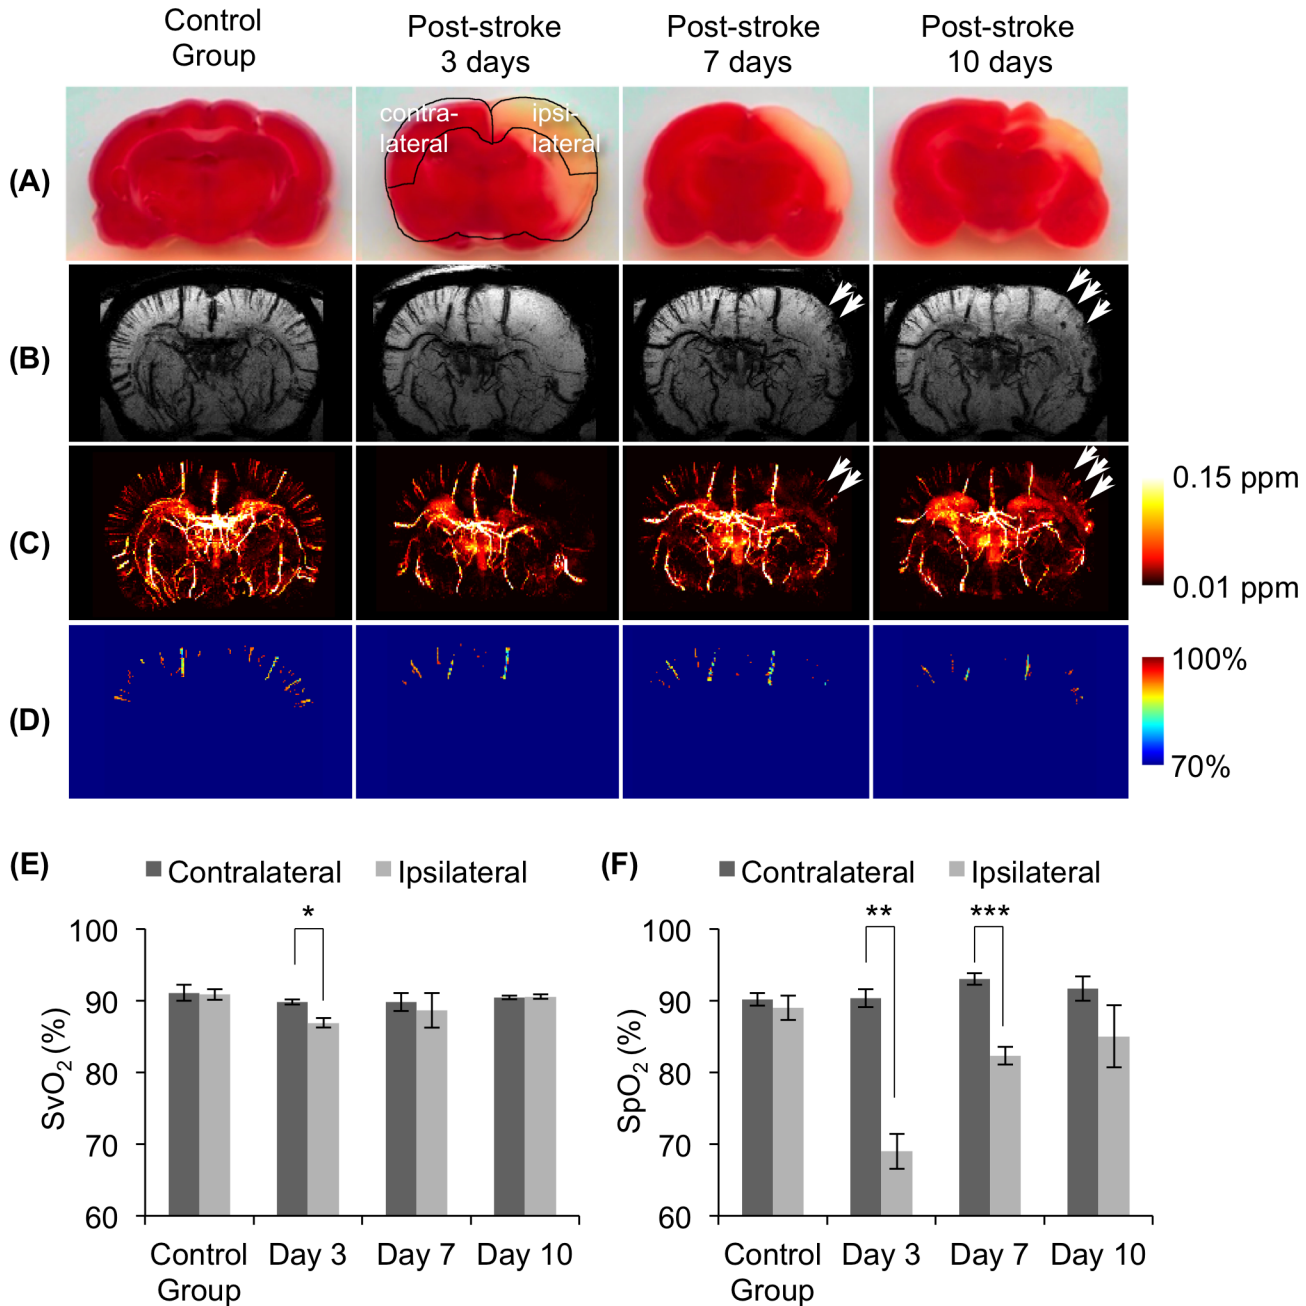 Control
Group
Post-stroke
3 days
Post-stroke
7 days
Post-stroke
10 days
(A)
contra-
lateral
ipsi-
lateral
(B)
(C)
0.15 ppm
0.01 ppm
(D)
100%
70%
(E)
Contralateral
Ipsilateral
SvO₂ (%)
100
90
80
70
60
*
Control
Group
Day 3
Day 7
Day 10
(F)
Contralateral
Ipsilateral
SpO₂ (%)
100
90
80
70
60
**
***
Control
Group
Day 3
Day 7
Day 10